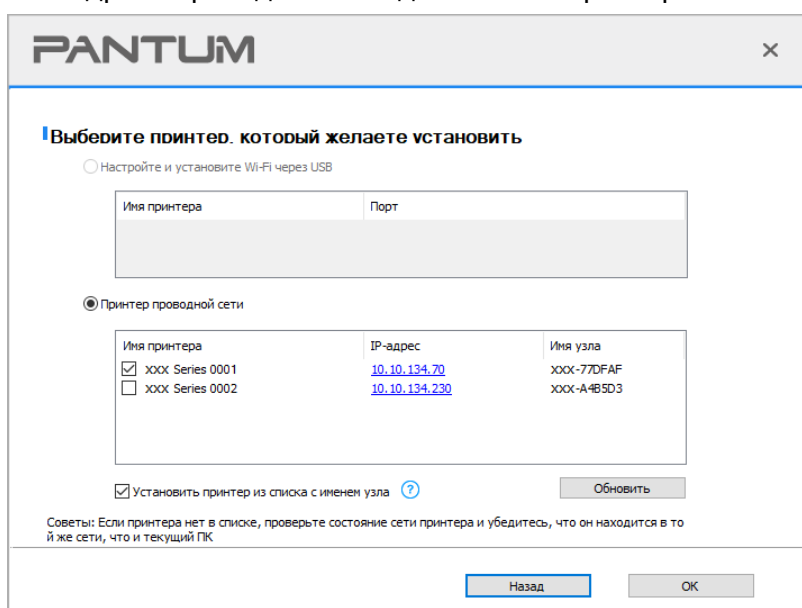 PANTUM
Выберите принтер, который желаете установить
Настройте и установите Wi-Fi через USB
Имя принтера Порт
Принтер проводной сети
Имя принтера IP-адрес Имя узла
xxx Series 0001 10.10.134.70 xxx-77DFAF
xxx Series 0002 10.10.134.230 xxx-A4B5D3
Установить принтер из списка с именем узла ?
Обновить
Советы: Если принтера нет в списке, проверьте состояние сети принтера и убедитесь, что он находится в то
й же сети, что и текущий ПК
Назад OK